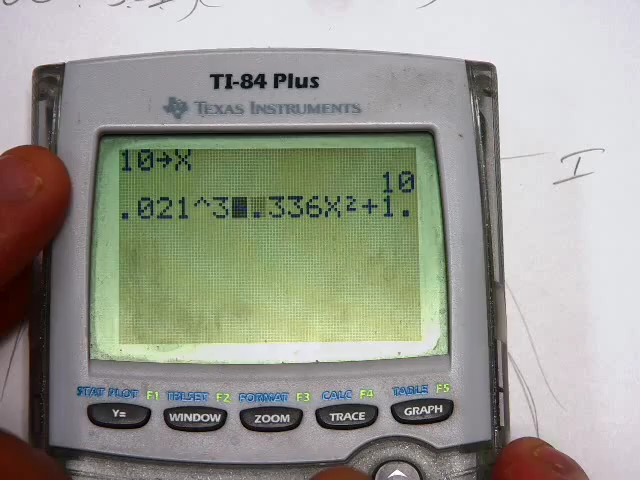 TI-84 Plus
TEXAS INSTRUMENTS
10→X
10
.021^3 .336X²+1.
I
STAT PLOT F1 TBLSET F2 FORMAT F3 CALC F4 TABLE F5
Y= WINDOW ZOOM TRACE GRAPH